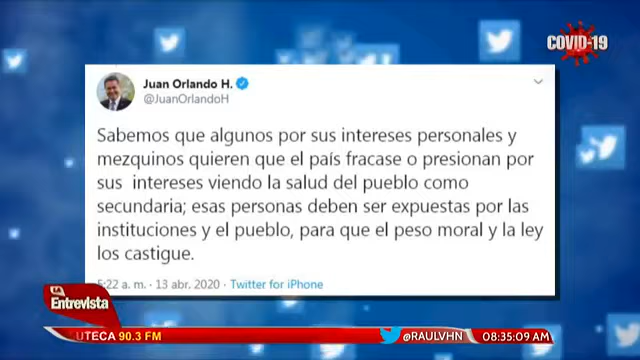 COVID-19
Juan Orlando H.
@JuanOrlandoH
Sabemos que algunos por sus intereses personales y
mezquinos quieren que el país fracase o presionan por
sus intereses viendo la salud del pueblo como
secundaria; esas personas deben ser expuestas por las
instituciones y el pueblo, para que el peso moral y la ley
los castigue.
5:22 a. m. · 13 abr. 2020 · Twitter for iPhone
LA
Entrevista
UTECA 90.3 FM
@RAULVHN
08:35:09 AM